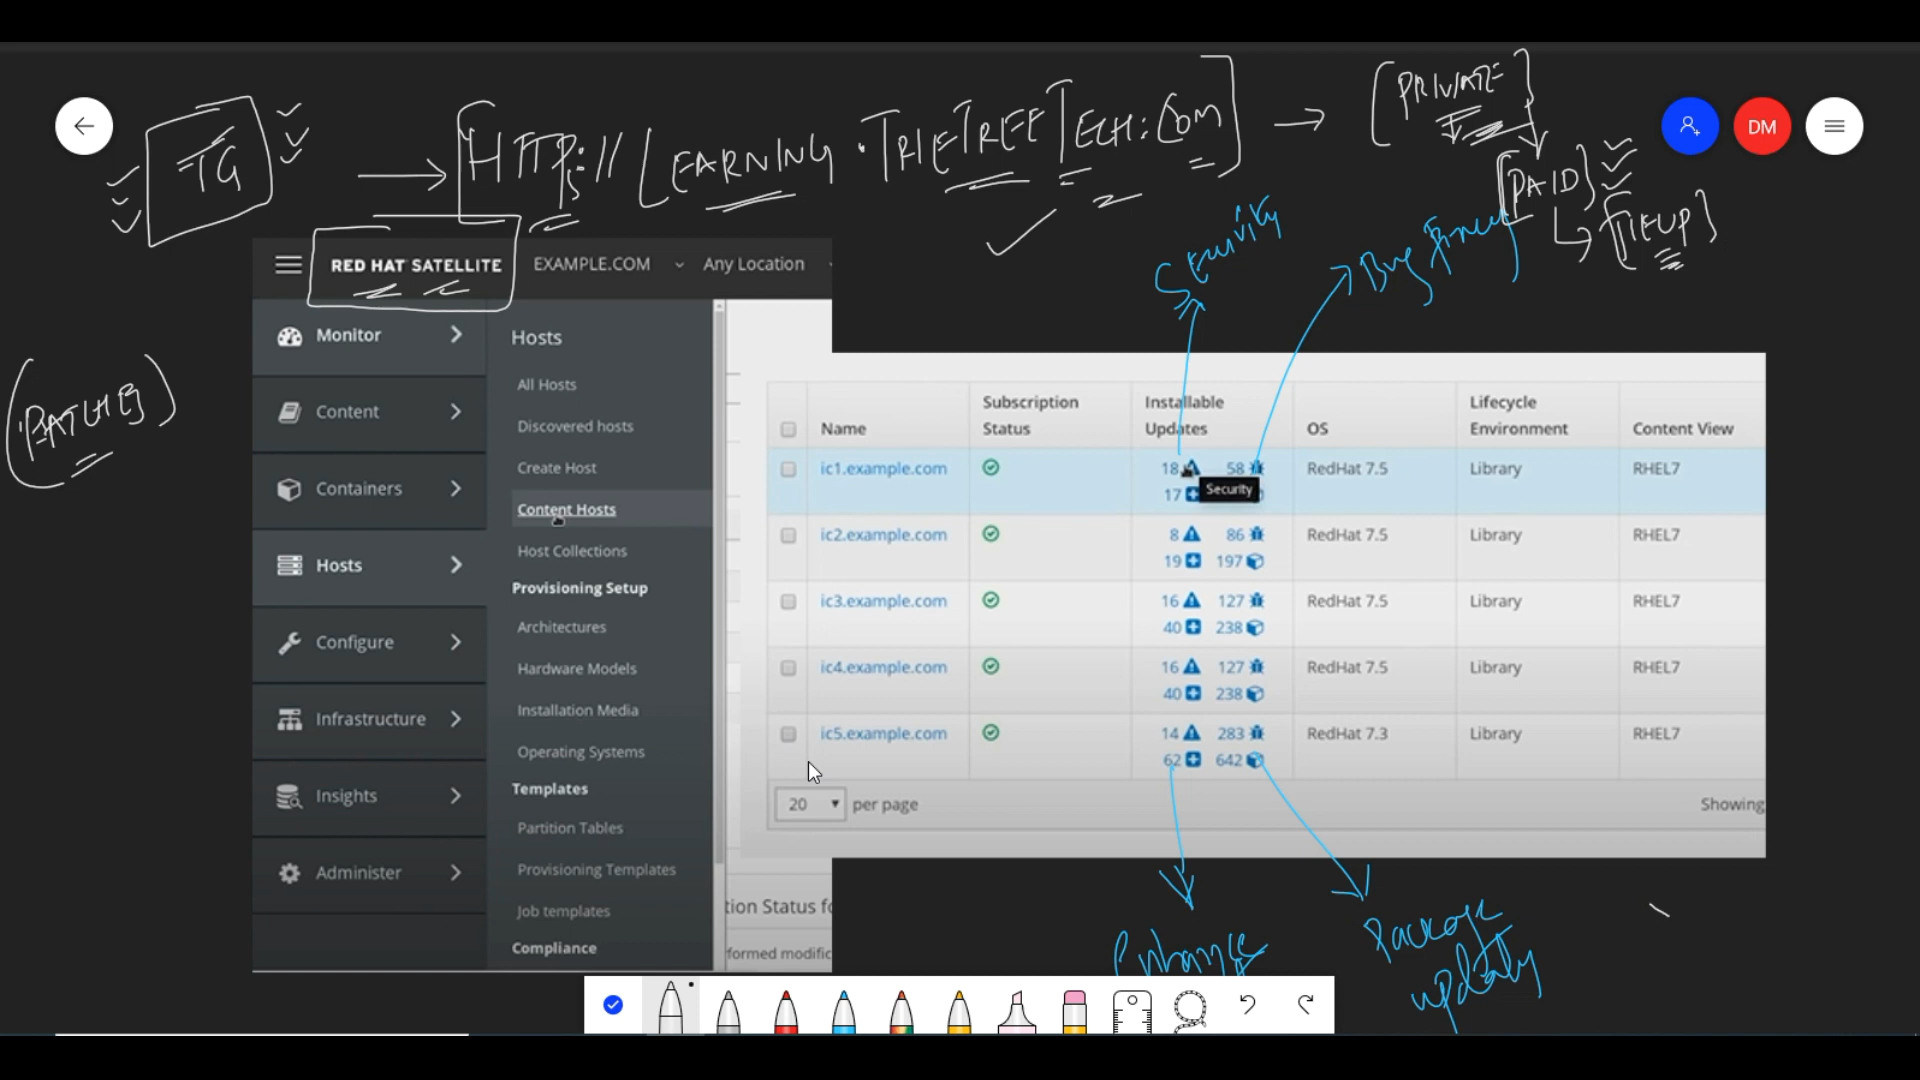 TG
HTTPS://LEARNING.TRIETREETECH.COM
[PRIVATE]
[PAID]
[TIEUP]
DM
Security
RED HAT SATELLITE
EXAMPLE.COM
Any Location
Monitor
Content
Containers
Hosts
Configure
Infrastructure
Insights
Administer
Hosts
All Hosts
Discovered hosts
Create Host
Content Hosts
Host Collections
Provisioning Setup
Architectures
Hardware Models
Installation Media
Operating Systems
Templates
Partition Tables
Provisioning Templates
Job templates
Compliance
Name Subscription Status Installable Updates OS Lifecycle Environment Content View
ic1.example.com 18 58 RedHat 7.5 Library RHEL7
17 Security
ic2.example.com 8 86 RedHat 7.5 Library RHEL7
19 197
ic3.example.com 16 127 RedHat 7.5 Library RHEL7
40 238
ic4.example.com 16 127 RedHat 7.5 Library RHEL7
40 238
ic5.example.com 14 283 RedHat 7.3 Library RHEL7
62 642
20 per page Showing
tion Status fo
formed modific
Package